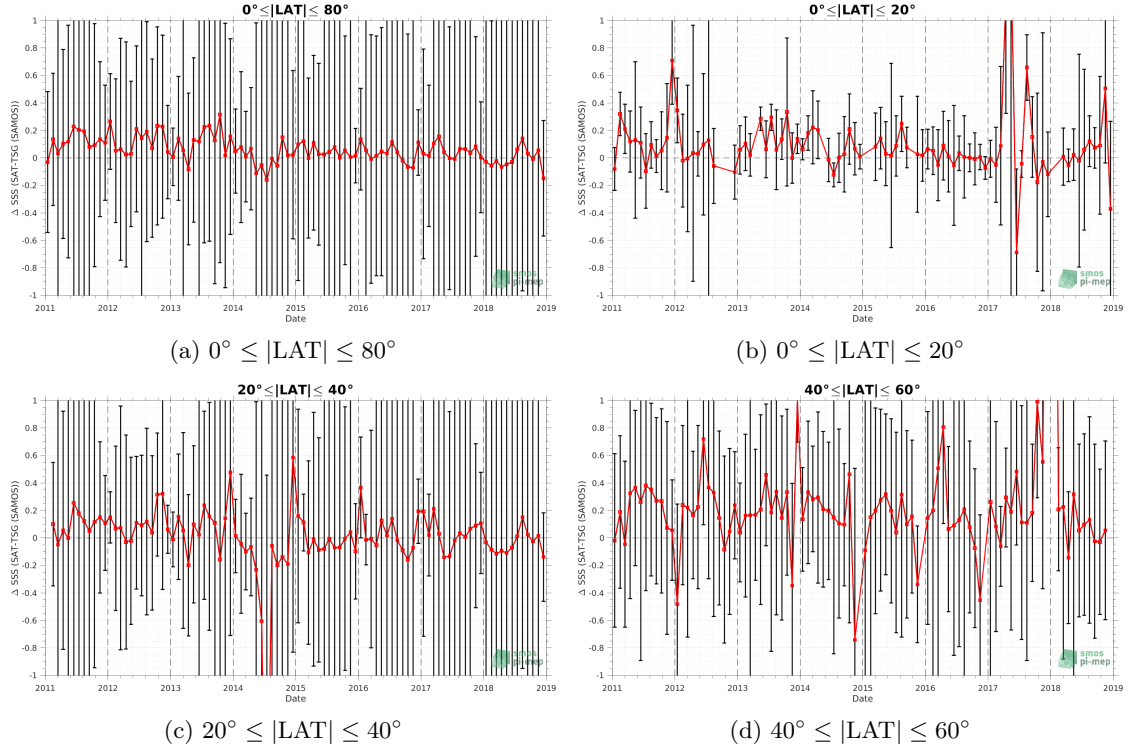 0°≤|LAT|≤ 80°
Δ SSS (SAT-TSG (SAMOS))
1
0.8
0.6
0.4
0.2
0
-0.2
-0.4
-0.6
-0.8
-1
2011 2012 2013 2014 2015 2016 2017 2018 2019
Date
smos
pi-mep
(a) 0° ≤ |LAT| ≤ 80°
0°≤|LAT|≤ 20°
Δ SSS (SAT-TSG (SAMOS))
1
0.8
0.6
0.4
0.2
0
-0.2
-0.4
-0.6
-0.8
-1
2011 2012 2013 2014 2015 2016 2017 2018 2019
Date
smos
pi-mep
(b) 0° ≤ |LAT| ≤ 20°
20°≤|LAT|≤ 40°
Δ SSS (SAT-TSG (SAMOS))
1
0.8
0.6
0.4
0.2
0
-0.2
-0.4
-0.6
-0.8
-1
2011 2012 2013 2014 2015 2016 2017 2018 2019
Date
smos
pi-mep
(c) 20° ≤ |LAT| ≤ 40°
40°≤|LAT|≤ 60°
Δ SSS (SAT-TSG (SAMOS))
1
0.8
0.6
0.4
0.2
0
-0.2
-0.4
-0.6
-0.8
-1
2011 2012 2013 2014 2015 2016 2017 2018 2019
Date
smos
pi-mep
(d) 40° ≤ |LAT| ≤ 60°